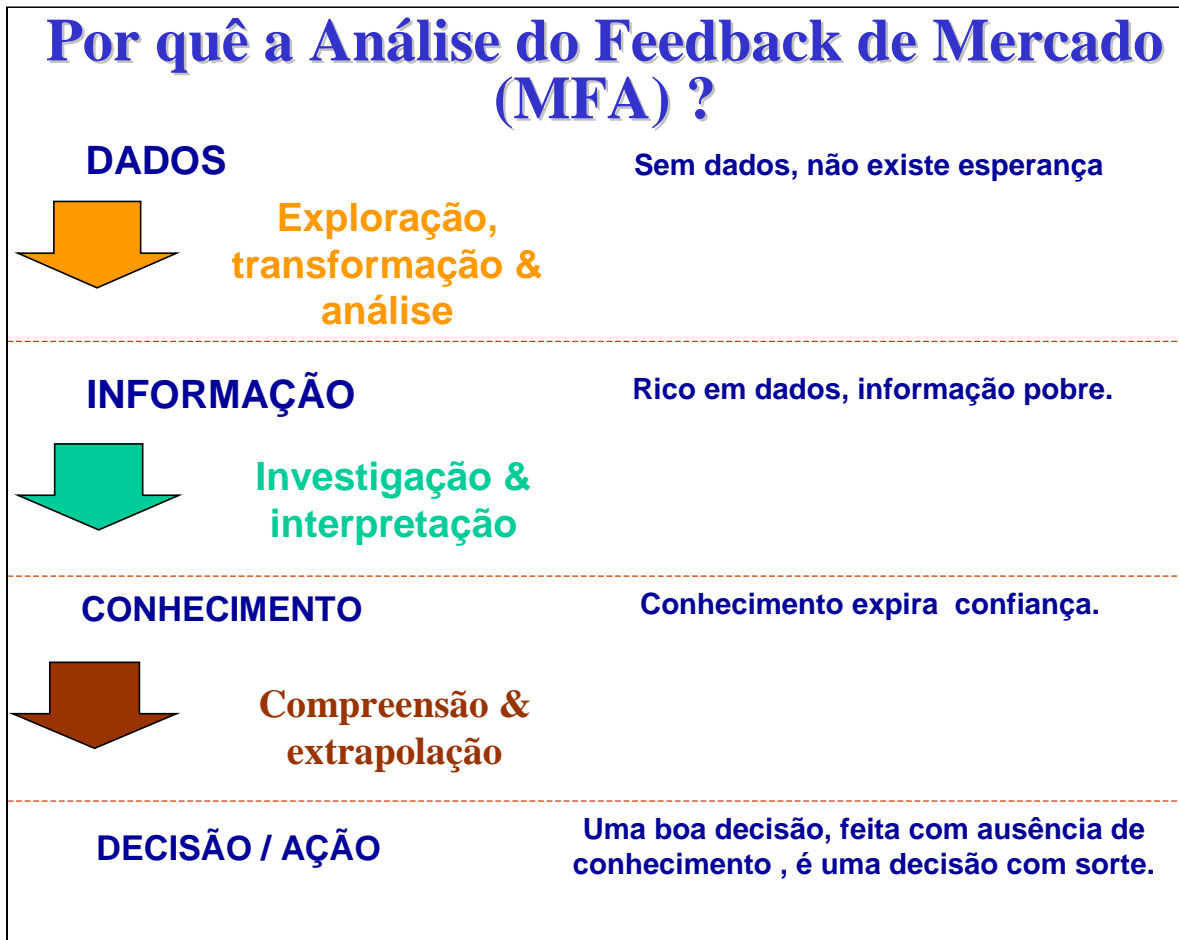 Por quê a Análise do Feedback de Mercado
(MFA) ?
DADOS
Sem dados, não existe esperança
Exploração,
transformação &
análise
INFORMAÇÃO
Rico em dados, informação pobre.
Investigação &
interpretação
CONHECIMENTO
Conhecimento expira  confiança.
Compreensão &
extrapolação
DECISÃO / AÇÃO
Uma boa decisão, feita com ausência de
conhecimento , é uma decisão com sorte.